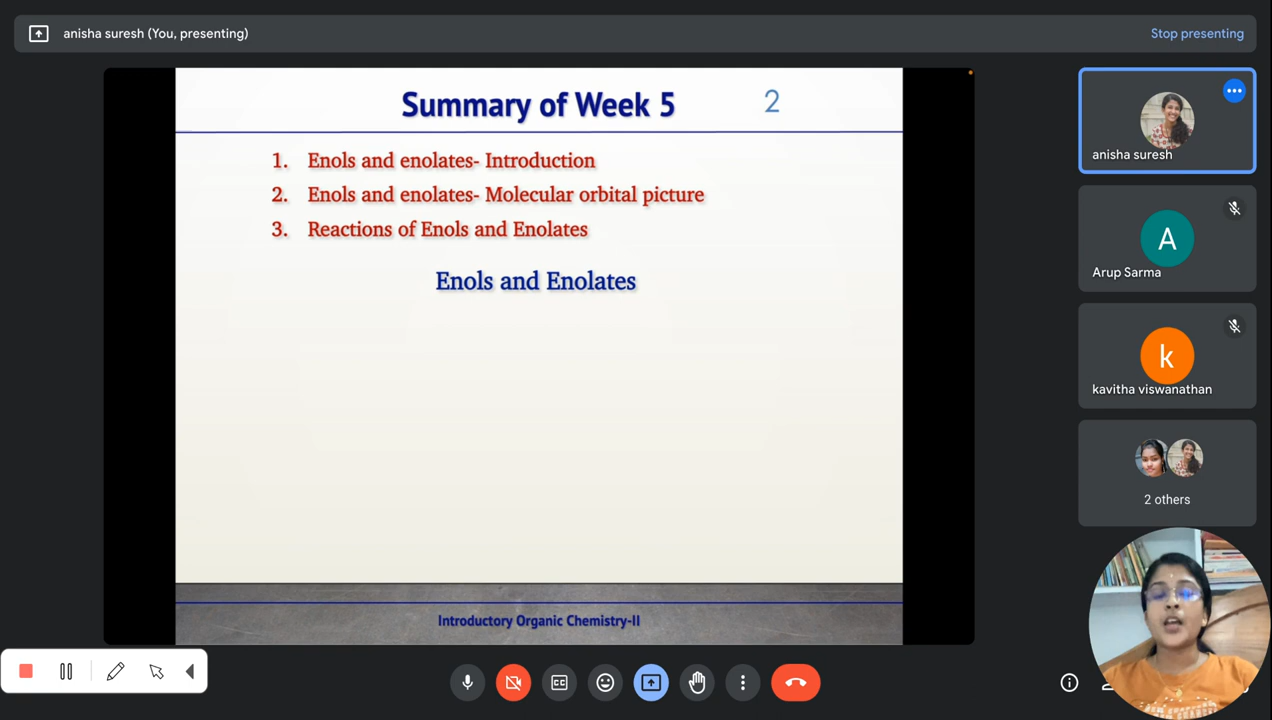 anisha suresh (You, presenting)
Stop presenting
Summary of Week 5
2
1. Enols and enolates- Introduction
2. Enols and enolates- Molecular orbital picture
3. Reactions of Enols and Enolates
Enols and Enolates
Introductory Organic Chemistry-II
anisha suresh
A
Arup Sarma
k
kavitha viswanathan
2 others
CC